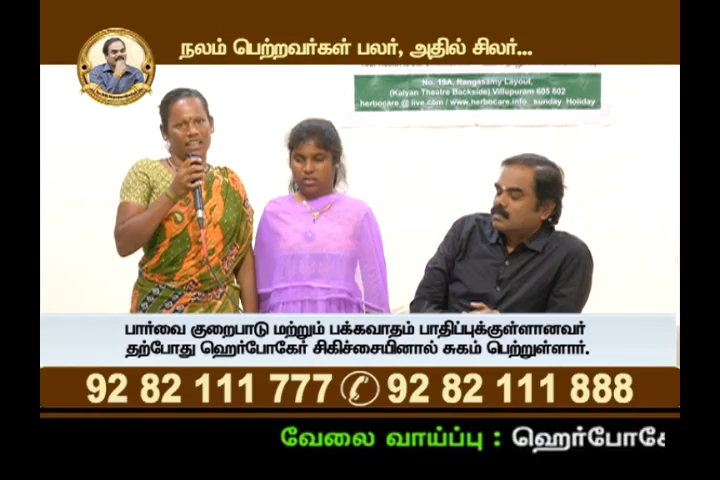 நலம் பெற்றவர்கள் பலர், அதில் சிலர்...
No. 19A, Rangasamy Layout,
(Kalyan Theatre Backside) Villupuram 605 602
herbocare @ live.com / www.herbocare.info sunday Holiday
பார்வை குறைபாடு மற்றும் பக்கவாதம் பாதிப்புக்குள்ளானவர்
தற்போது ஹெர்போகேர் சிகிச்சையினால் சுகம் பெற்றுள்ளார்.
92 82 111 777 92 82 111 888
வேலை வாய்ப்பு : ஹெர்போகே